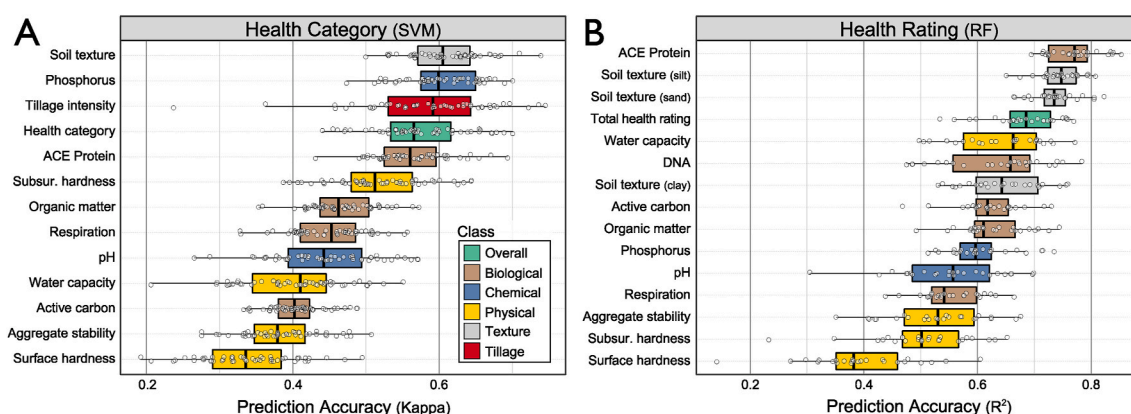 A
Health Category (SVM)
Soil texture
Phosphorus
Tillage intensity
Health category
ACE Protein
Subsur. hardness
Organic matter
Respiration
pH
Water capacity
Active carbon
Aggregate stability
Surface hardness
Class
Overall
Biological
Chemical
Physical
Texture
Tillage
0.2 0.4 0.6
Prediction Accuracy (Kappa)
B
Health Rating (RF)
ACE Protein
Soil texture (silt)
Soil texture (sand)
Total health rating
Water capacity
DNA
Soil texture (clay)
Active carbon
Organic matter
Phosphorus
pH
Respiration
Aggregate stability
Subsur. hardness
Surface hardness
0.2 0.4 0.6 0.8
Prediction Accuracy (R²)